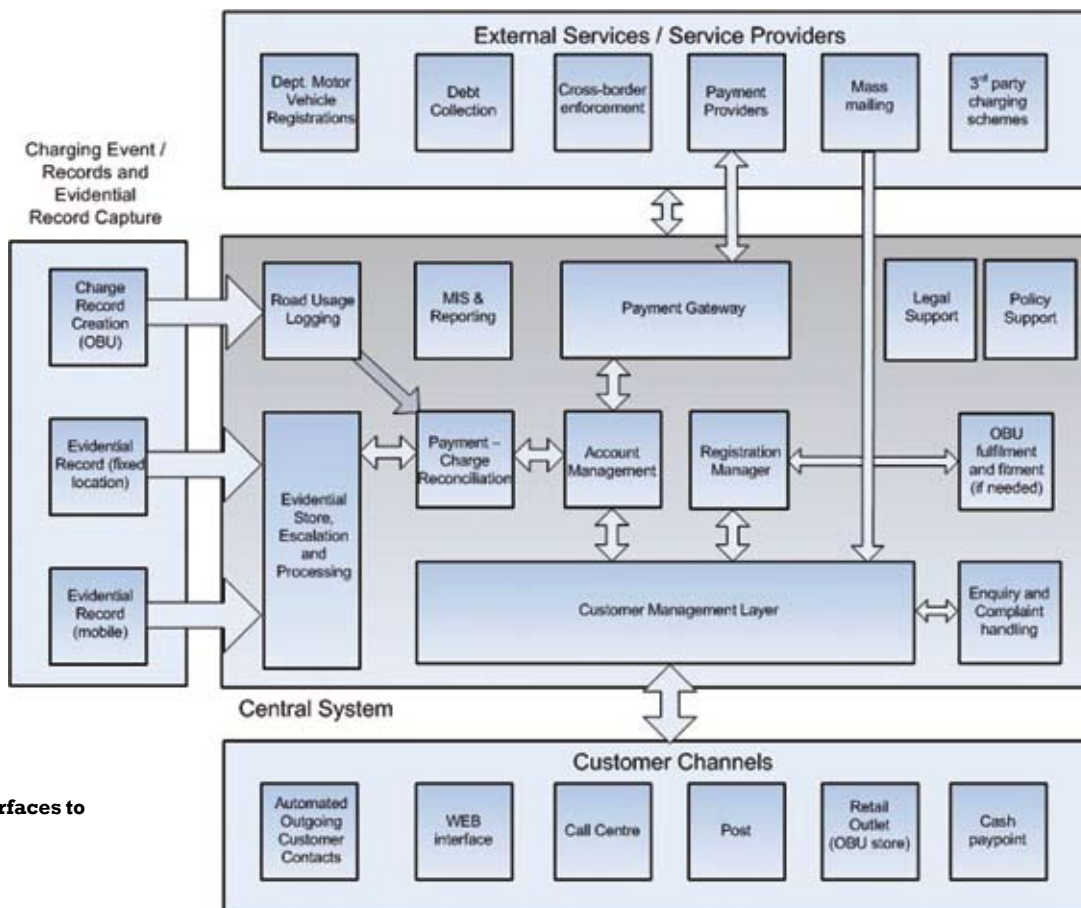 External Services / Service Providers
Dept. Motor
Vehicle
Registrations
Debt
Collection
Cross-border
enforcement
Payment
Providers
Mass
mailing
3rd party
charging
schemes
Charging Event /
Records and
Evidential
Record Capture
Charge
Record
Creation
(OBU)
Evidential
Record (fixed
location)
Evidential
Record
(mobile)
Road Usage
Logging
MIS &
Reporting
Payment Gateway
Legal
Support
Policy
Support
Evidential
Store,
Escalation
and
Processing
Payment –
Charge
Reconciliation
Account
Management
Registration
Manager
OBU
fulfilment
and fitment
(if needed)
Customer Management Layer
Enquiry and
Complaint
handling
Central System
Customer Channels
Automated
Outgoing
Customer
Contacts
WEB
interface
Call Centre
Post
Retail
Outlet
(OBU store)
Cash
paypoint
rfaces to